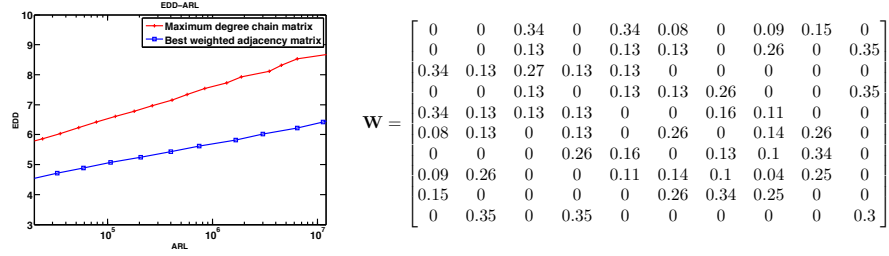 EDD-ARL
Maximum degree chain matrix
Best weighted adjacency matrix
10
9
8
7
6
5
4
3
EDD
10^5
10^6
10^7
ARL
W =
0 0 0.34 0 0.34 0.08 0 0.09 0.15 0
0 0 0.13 0 0.13 0.13 0 0.26 0 0.35
0.34 0.13 0.27 0.13 0.13 0 0 0 0 0
0 0 0.13 0 0.13 0.13 0.26 0 0 0.35
0.34 0.13 0.13 0.13 0 0 0.16 0.11 0 0
0.08 0.13 0 0.13 0 0.26 0 0.14 0.26 0
0 0 0 0.26 0.16 0 0.13 0.1 0.34 0
0.09 0.26 0 0 0.11 0.14 0.1 0.04 0.25 0
0.15 0 0 0 0 0.26 0.34 0.25 0 0
0 0.35 0 0.35 0 0 0 0 0 0.3